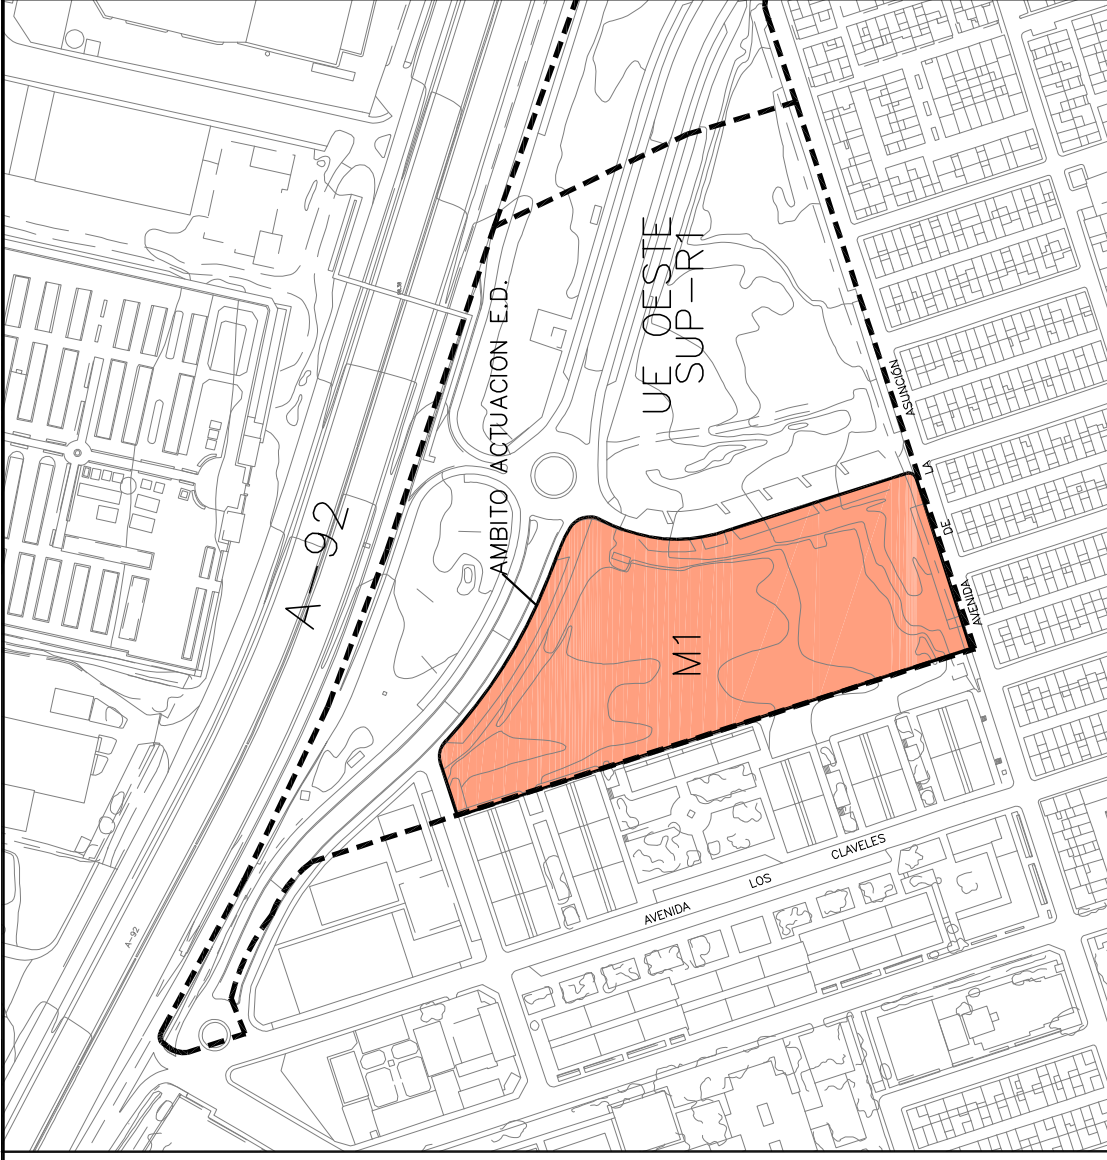 A-92
AMBITO ACTUACION E.D.
UE OESTE
SUP-R1
M1
AVENIDA DE LA ASUNCIÓN
AVENIDA LOS CLAVELES
A-92